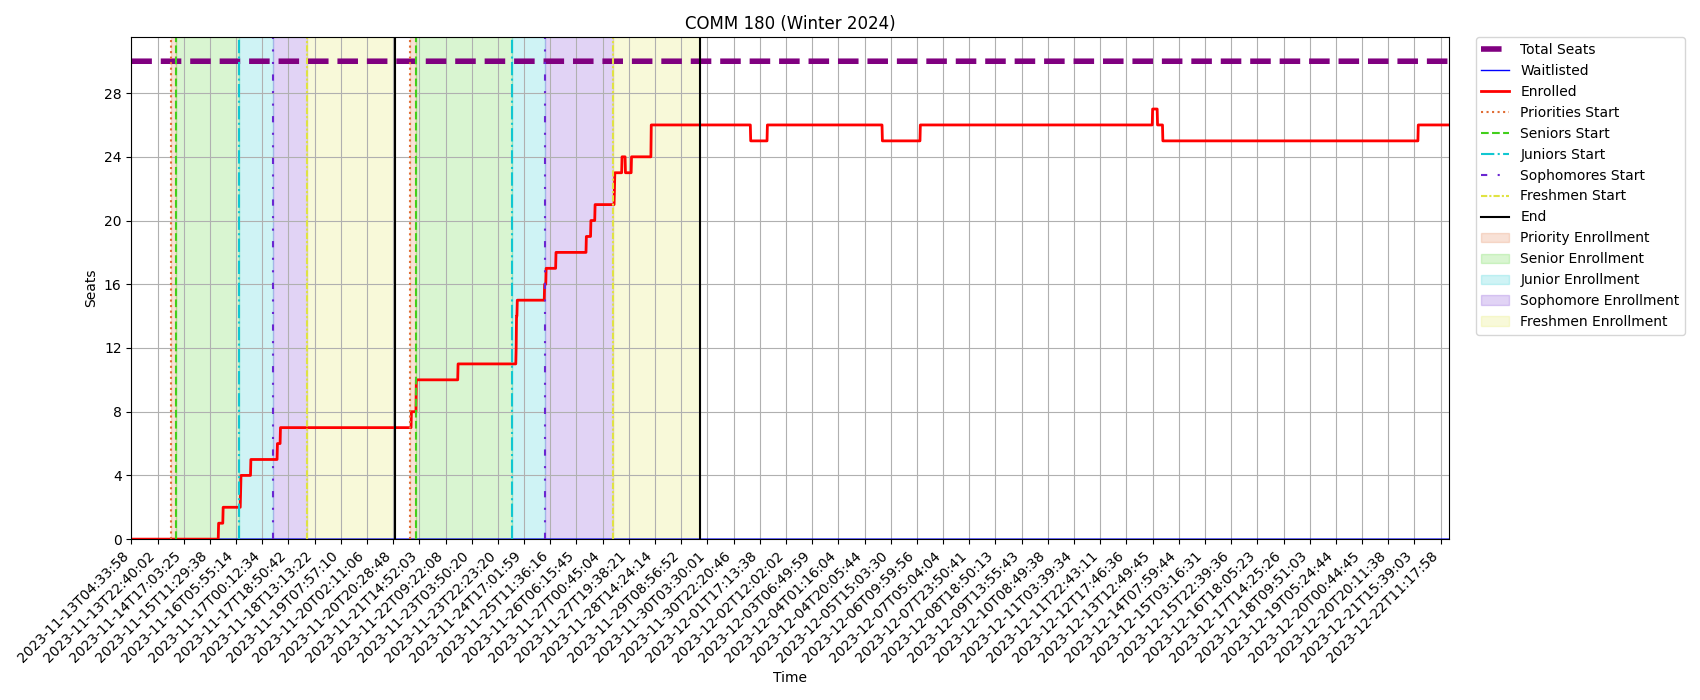 COMM 180 (Winter 2024)
Seats
28
24
20
16
12
8
4
0
2023-11-13T04:33:58
2023-11-13T22:40:02
2023-11-14T17:03:25
2023-11-15T11:29:38
2023-11-16T05:55:14
2023-11-17T00:12:34
2023-11-17T18:50:42
2023-11-18T13:13:22
2023-11-19T07:57:10
2023-11-20T02:11:06
2023-11-20T20:28:48
2023-11-21T14:52:03
2023-11-22T09:22:08
2023-11-23T03:50:20
2023-11-23T22:23:20
2023-11-24T17:01:59
2023-11-25T11:36:16
2023-11-26T06:15:45
2023-11-27T00:45:04
2023-11-27T19:38:21
2023-11-28T14:24:14
2023-11-29T08:56:52
2023-11-30T03:30:01
2023-11-30T22:20:46
2023-12-01T17:13:38
2023-12-02T12:02:02
2023-12-03T06:49:59
2023-12-04T01:16:04
2023-12-04T20:05:44
2023-12-05T15:03:30
2023-12-06T09:59:56
2023-12-07T05:04:04
2023-12-07T23:50:41
2023-12-08T18:50:13
2023-12-09T13:55:43
2023-12-10T08:49:38
2023-12-11T03:39:34
2023-12-11T22:43:11
2023-12-12T17:46:36
2023-12-13T12:49:45
2023-12-14T07:59:44
2023-12-15T03:16:31
2023-12-15T22:39:36
2023-12-16T18:05:23
2023-12-17T14:25:26
2023-12-18T09:51:03
2023-12-19T05:24:44
2023-12-20T00:44:45
2023-12-20T20:11:38
2023-12-21T15:39:03
2023-12-22T11:17:58
Time
Total Seats
Waitlisted
Enrolled
Priorities Start
Seniors Start
Juniors Start
Sophomores Start
Freshmen Start
End
Priority Enrollment
Senior Enrollment
Junior Enrollment
Sophomore Enrollment
Freshmen Enrollment